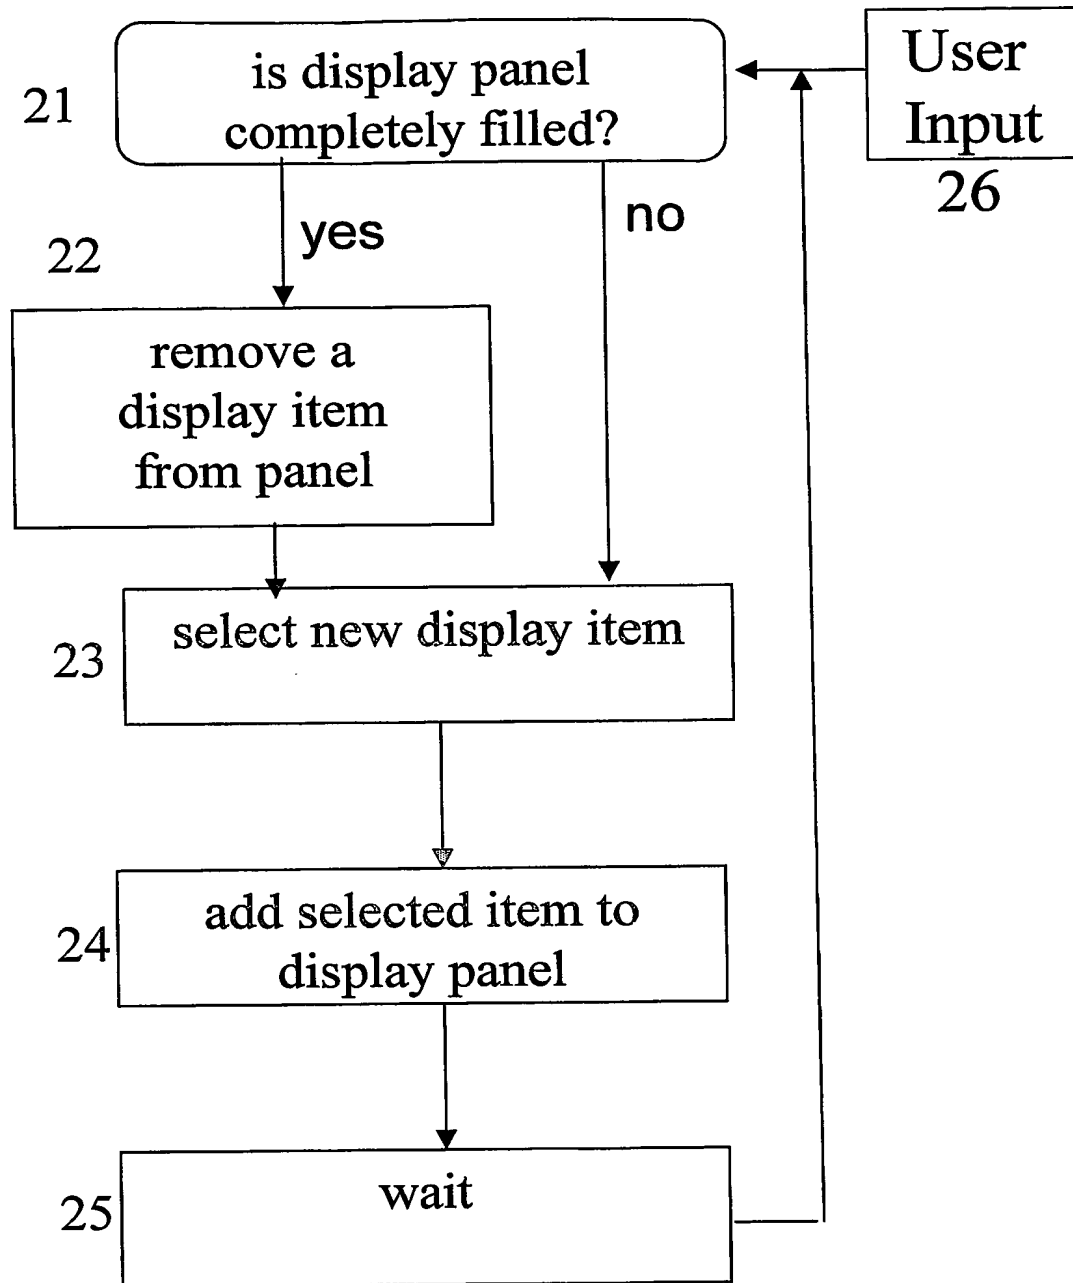 is display panel
completely filled?
21
User
Input
26
yes
no
22
remove a
display item
from panel
select new display item
23
add selected item to
display panel
24
wait
25